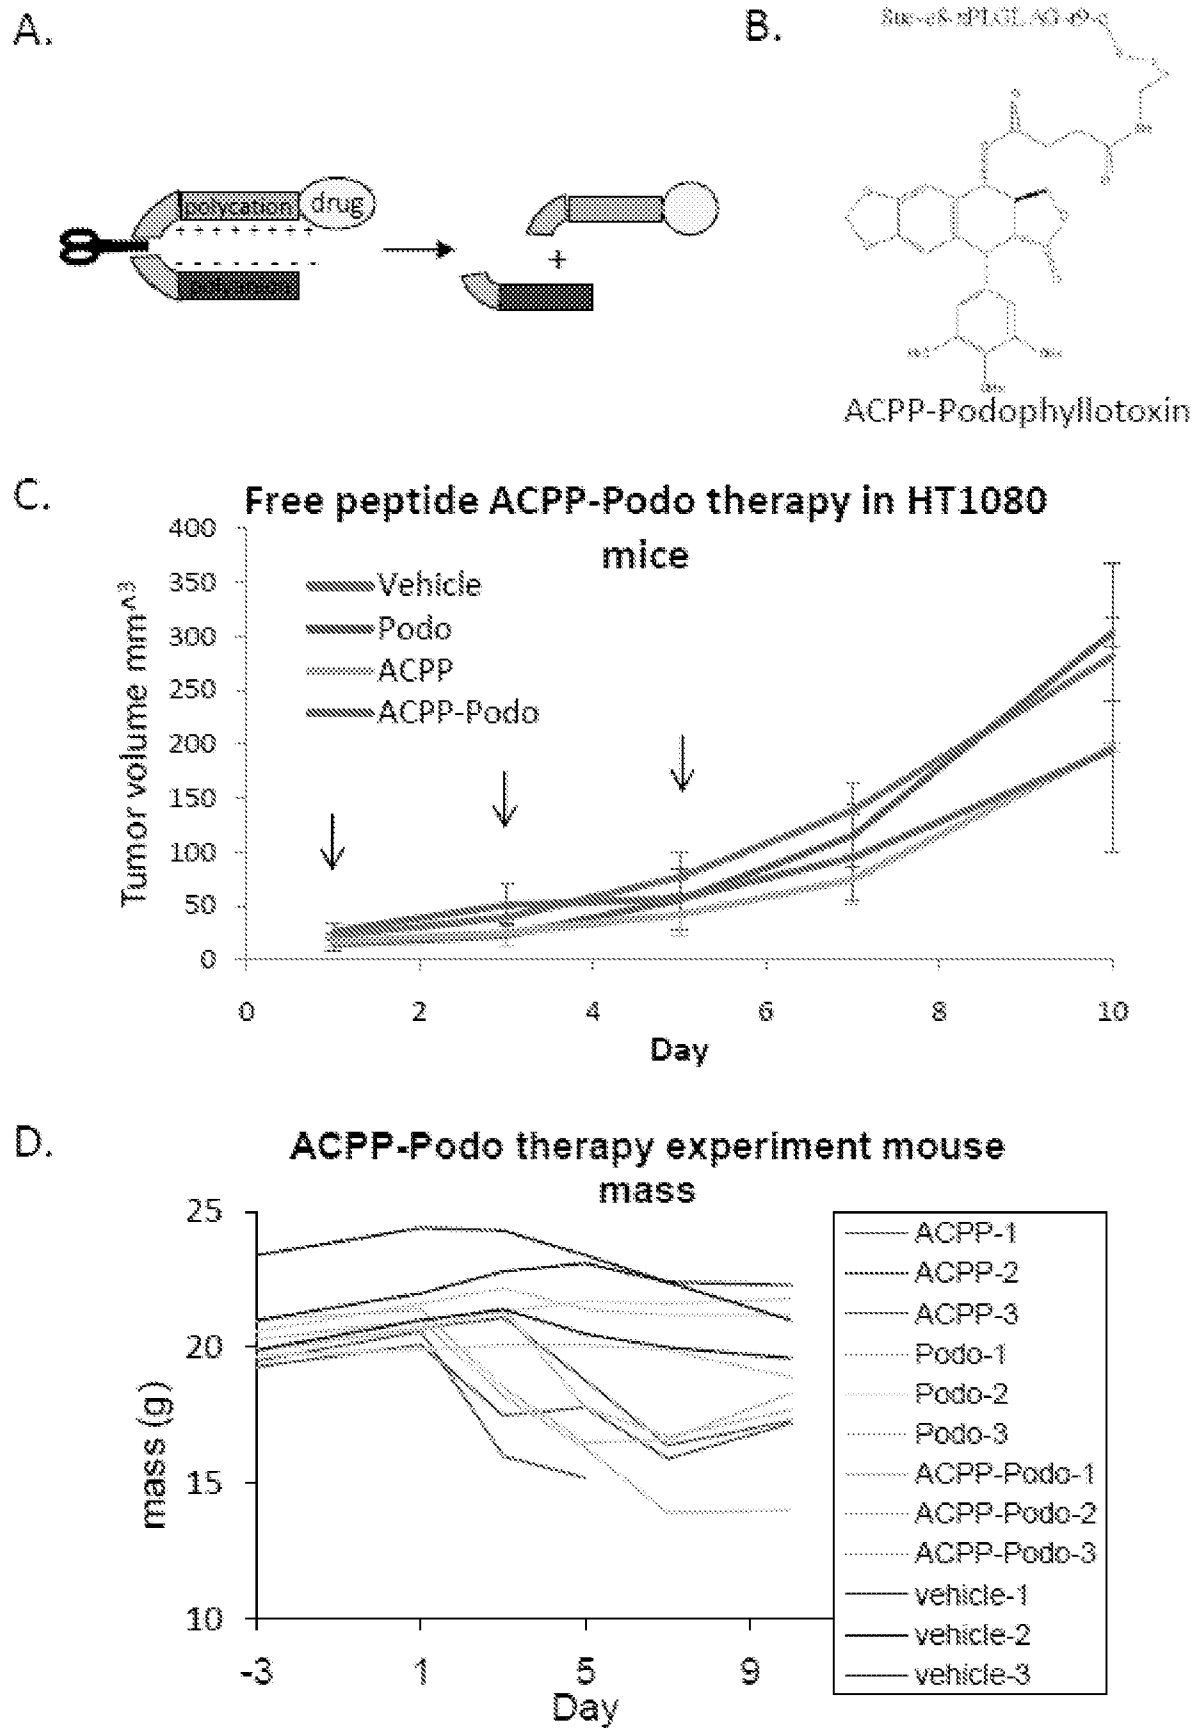 A.
B.
polycation
drug
+ + + + + + +
- - - - - - -
+
ACPP-Podophyllotoxin
C.
Free peptide ACPP-Podo therapy in HT1080
mice
Tumor volume mm^3
400
350
300
250
200
150
100
50
0
Vehicle
Podo
ACPP
ACPP-Podo
0 2 4 6 8 10
Day
D.
ACPP-Podo therapy experiment mouse
mass
mass (g)
25
20
15
10
-3 1 5 9
Day
ACPP-1
ACPP-2
ACPP-3
Podo-1
Podo-2
Podo-3
ACPP-Podo-1
ACPP-Podo-2
ACPP-Podo-3
vehicle-1
vehicle-2
vehicle-3